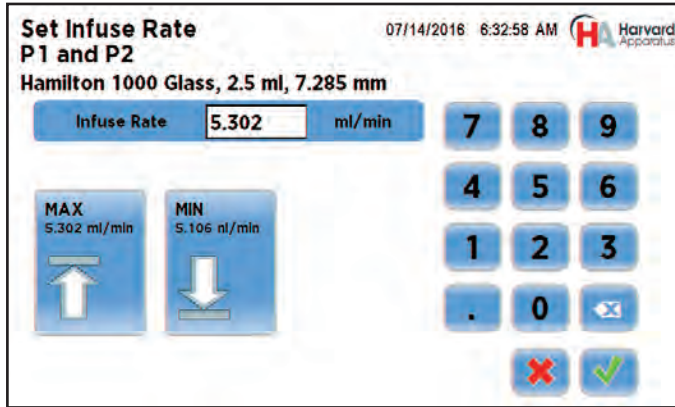 Set Infuse Rate
07/14/2016 6:32:58 AM
HA Harvard
Apparatus
P1 and P2
Hamilton 1000 Glass, 2.5 ml, 7.285 mm
Infuse Rate 5.302 ml/min
7 8 9
4 5 6
MAX
5.302 ml/min
MIN
5.106 nl/min
1 2 3
. 0